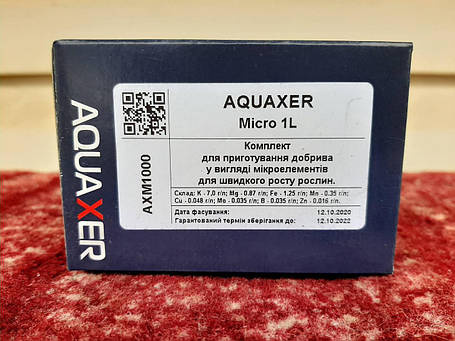 AQUAXER
AXM1000
AQUAXER
Micro 1L
Комплект
для приготування добрива
у вигляді мікроелементів
для швидкого росту рослин.
Склад: K - 7,0 г/л; Mg - 0.87 г/л; Fe - 1.25 г/л; Mn - 0.35 г/л;
Cu - 0.048 г/л; Mo - 0.035 г/л; B - 0.035 г/л; Zn - 0.016 г/л.
Дата фасування: 12.10.2020
Гарантований термін зберігання до: 12.10.2022